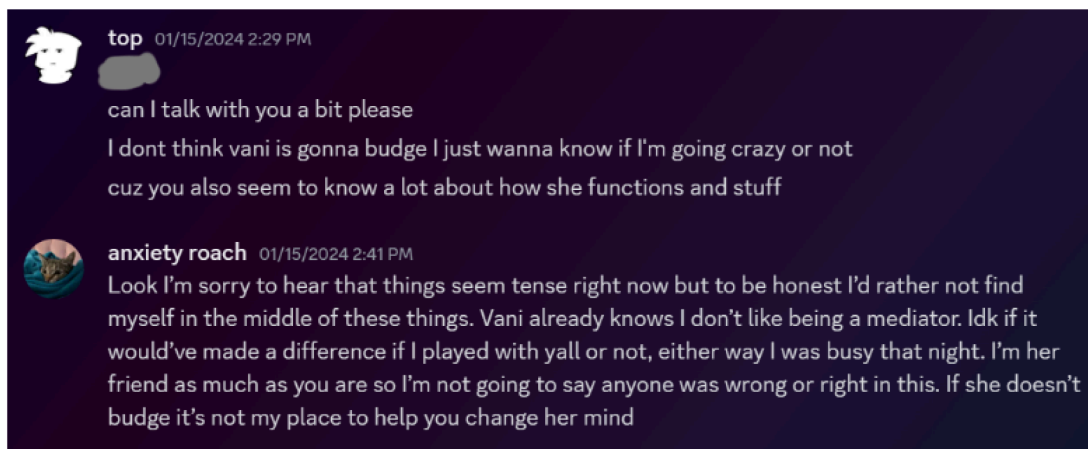 top 01/15/2024 2:29 PM
can I talk with you a bit please
I dont think vani is gonna budge I just wanna know if I'm going crazy or not
cuz you also seem to know a lot about how she functions and stuff
anxiety roach 01/15/2024 2:41 PM
Look I’m sorry to hear that things seem tense right now but to be honest I’d rather not find
myself in the middle of these things. Vani already knows I don’t like being a mediator. Idk if it
would’ve made a difference if I played with yall or not, either way I was busy that night. I’m her
friend as much as you are so I’m not going to say anyone was wrong or right in this. If she doesn’t
budge it’s not my place to help you change her mind